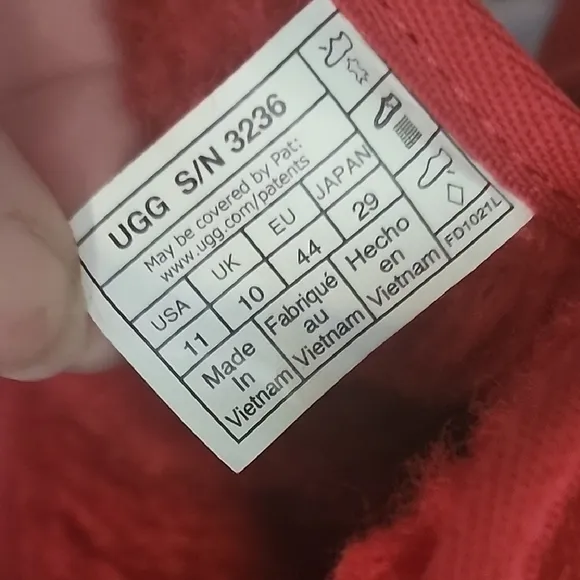 UGG S/N 3236
May be covered by Pat:
www.ugg.com/patents
USA UK EU JAPAN
11 10 44 29
Made
In
Vietnam
Fabriqué
au
Vietnam
Hecho
en
Vietnam
FD1021L